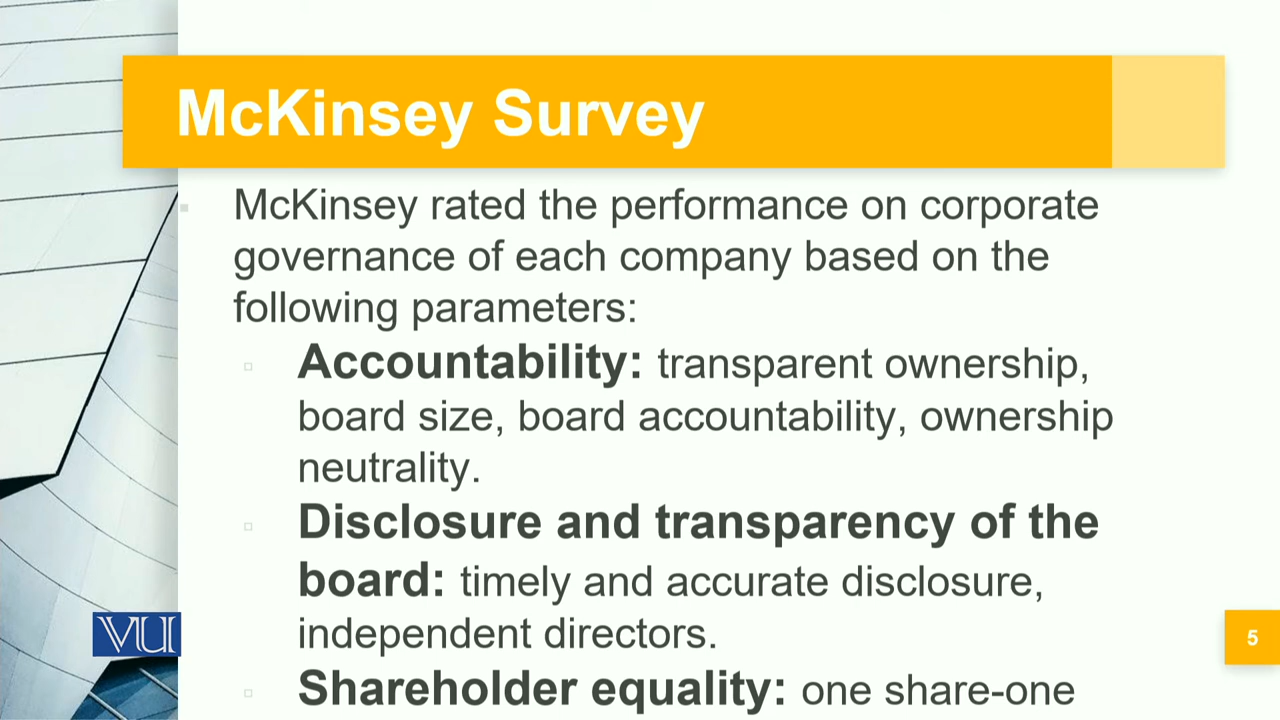 McKinsey Survey
McKinsey rated the performance on corporate
governance of each company based on the
following parameters:
Accountability: transparent ownership,
board size, board accountability, ownership
neutrality.
Disclosure and transparency of the
board: timely and accurate disclosure,
independent directors.
Shareholder equality: one share-one
VU
5